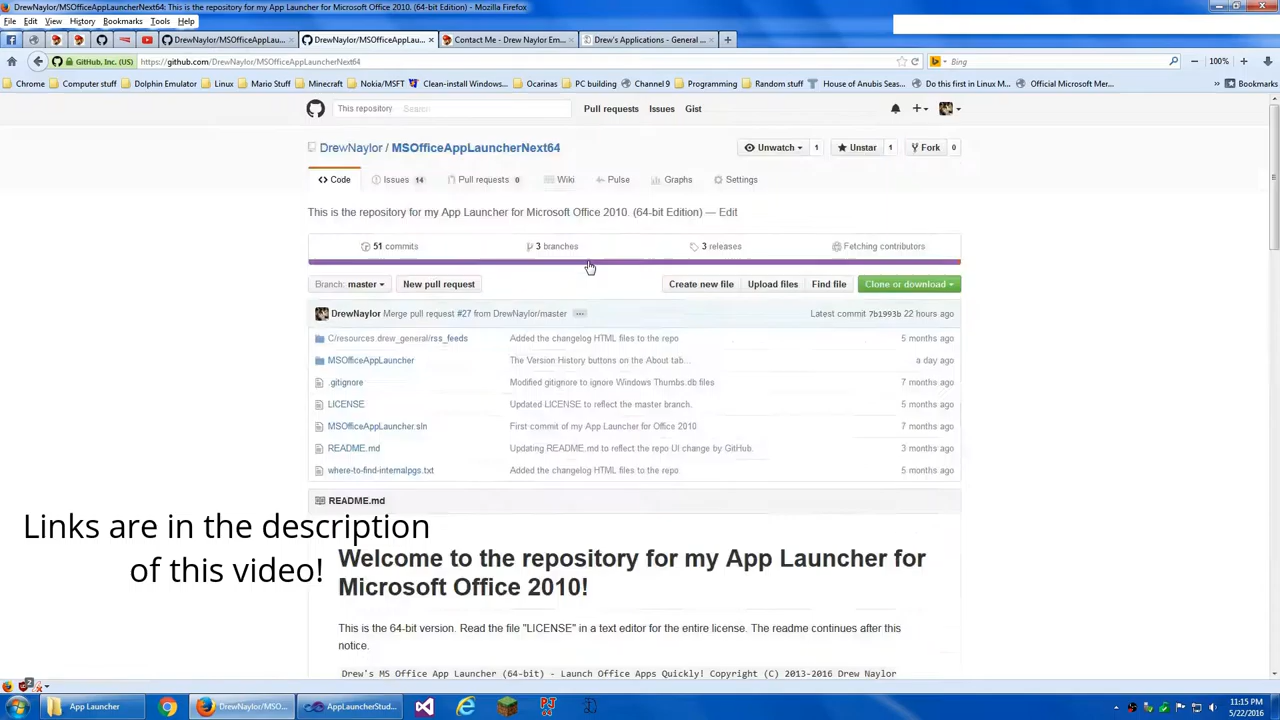 DrewNaylor/MSOfficeAppLauncherNext64: This is the repository for my App Launcher for Microsoft Office 2010. (64-bit Edition) - Mozilla Firefox
File Edit View History Bookmarks Tools Help
DrewNaylor/MSOfficeAppLau... × DrewNaylor/MSOfficeAppLau... × Contact Me - Drew Naylor Em... × Drew's Applications - General ... × +
GitHub, Inc. (US) https://github.com/DrewNaylor/MSOfficeAppLauncherNext64 Bing 100%
Chrome Computer stuff Dolphin Emulator Linux Mario Stuff Minecraft Nokia/MSFT Clean-install Windows... Ocarinas PC building Channel 9 Programming Random stuff House of Anubis Seas... Do this first in Linux M... Official Microsoft Mer... Bookmarks
This repository Search Pull requests Issues Gist
DrewNaylor / MSOfficeAppLauncherNext64 Unwatch 1 Unstar 1 Fork 0
Code Issues 14 Pull requests 0 Wiki Pulse Graphs Settings
This is the repository for my App Launcher for Microsoft Office 2010. (64-bit Edition) — Edit
51 commits 3 branches 3 releases Fetching contributors
Branch: master New pull request Create new file Upload files Find file Clone or download
DrewNaylor Merge pull request #27 from DrewNaylor/master ... Latest commit 7b1993b 22 hours ago
C/resources drew_general/rss_feeds Added the changelog HTML files to the repo 5 months ago
MSOfficeAppLauncher The Version History buttons on the About tab... a day ago
.gitignore Modified gitignore to ignore Windows Thumbs.db files 7 months ago
LICENSE Updated LICENSE to reflect the master branch. 5 months ago
MSOfficeAppLauncher.sln First commit of my App Launcher for Office 2010 7 months ago
README.md Updating README.md to reflect the repo UI change by GitHub. 3 months ago
where-to-find-internalpgs.txt Added the changelog HTML files to the repo 5 months ago
README.md
Links are in the description
of this video!
Welcome to the repository for my App Launcher for
Microsoft Office 2010!
This is the 64-bit version. Read the file "LICENSE" in a text editor for the entire license. The readme continues after this
notice.
Drew's MS Office App Launcher (64-bit) - Launch Office Apps Quickly! Copyright (C) 2013-2016 Drew Naylor
2
App Launcher DrewNaylor/MSO... AppLauncherStud... 11:15 PM
5/22/2016